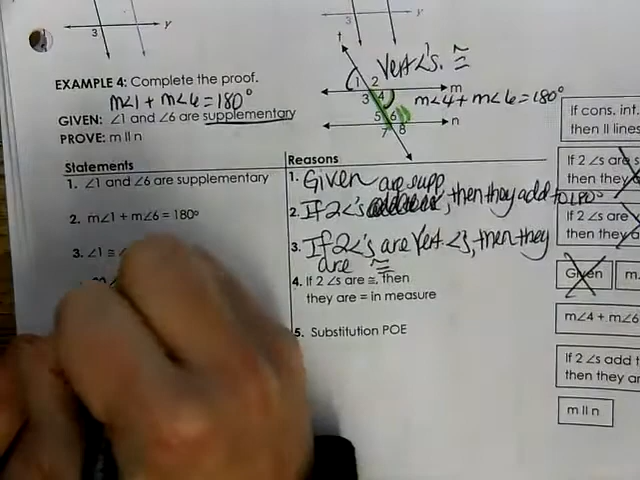 y
y
3
3
t
Vert ∠'s. ≅
EXAMPLE 4: Complete the proof.
m∠1 + m∠6 = 180°
GIVEN: ∠1 and ∠6 are supplementary
PROVE: m ll n
1 2
3 4
m
m∠4 + m∠6 = 180°
5 6
7 8
n
If cons. int.
then ll lines
If 2 ∠s are s
then they
If 2 ∠s are
then they a
Given
m
m∠4 + m∠6
If 2 ∠s add t
then they ar
m ll n
Statements
Reasons
1. ∠1 and ∠6 are supplementary
1. Given
2. m∠1 + m∠6 = 180°
2. If 2∠'s are supp, then they add to 180°
3. ∠1 ≅
3. If 2∠'s are Vert ∠'s, then they
are ≅
4. If 2 ∠s are ≅. Then
they are = in measure
5. Substitution POE